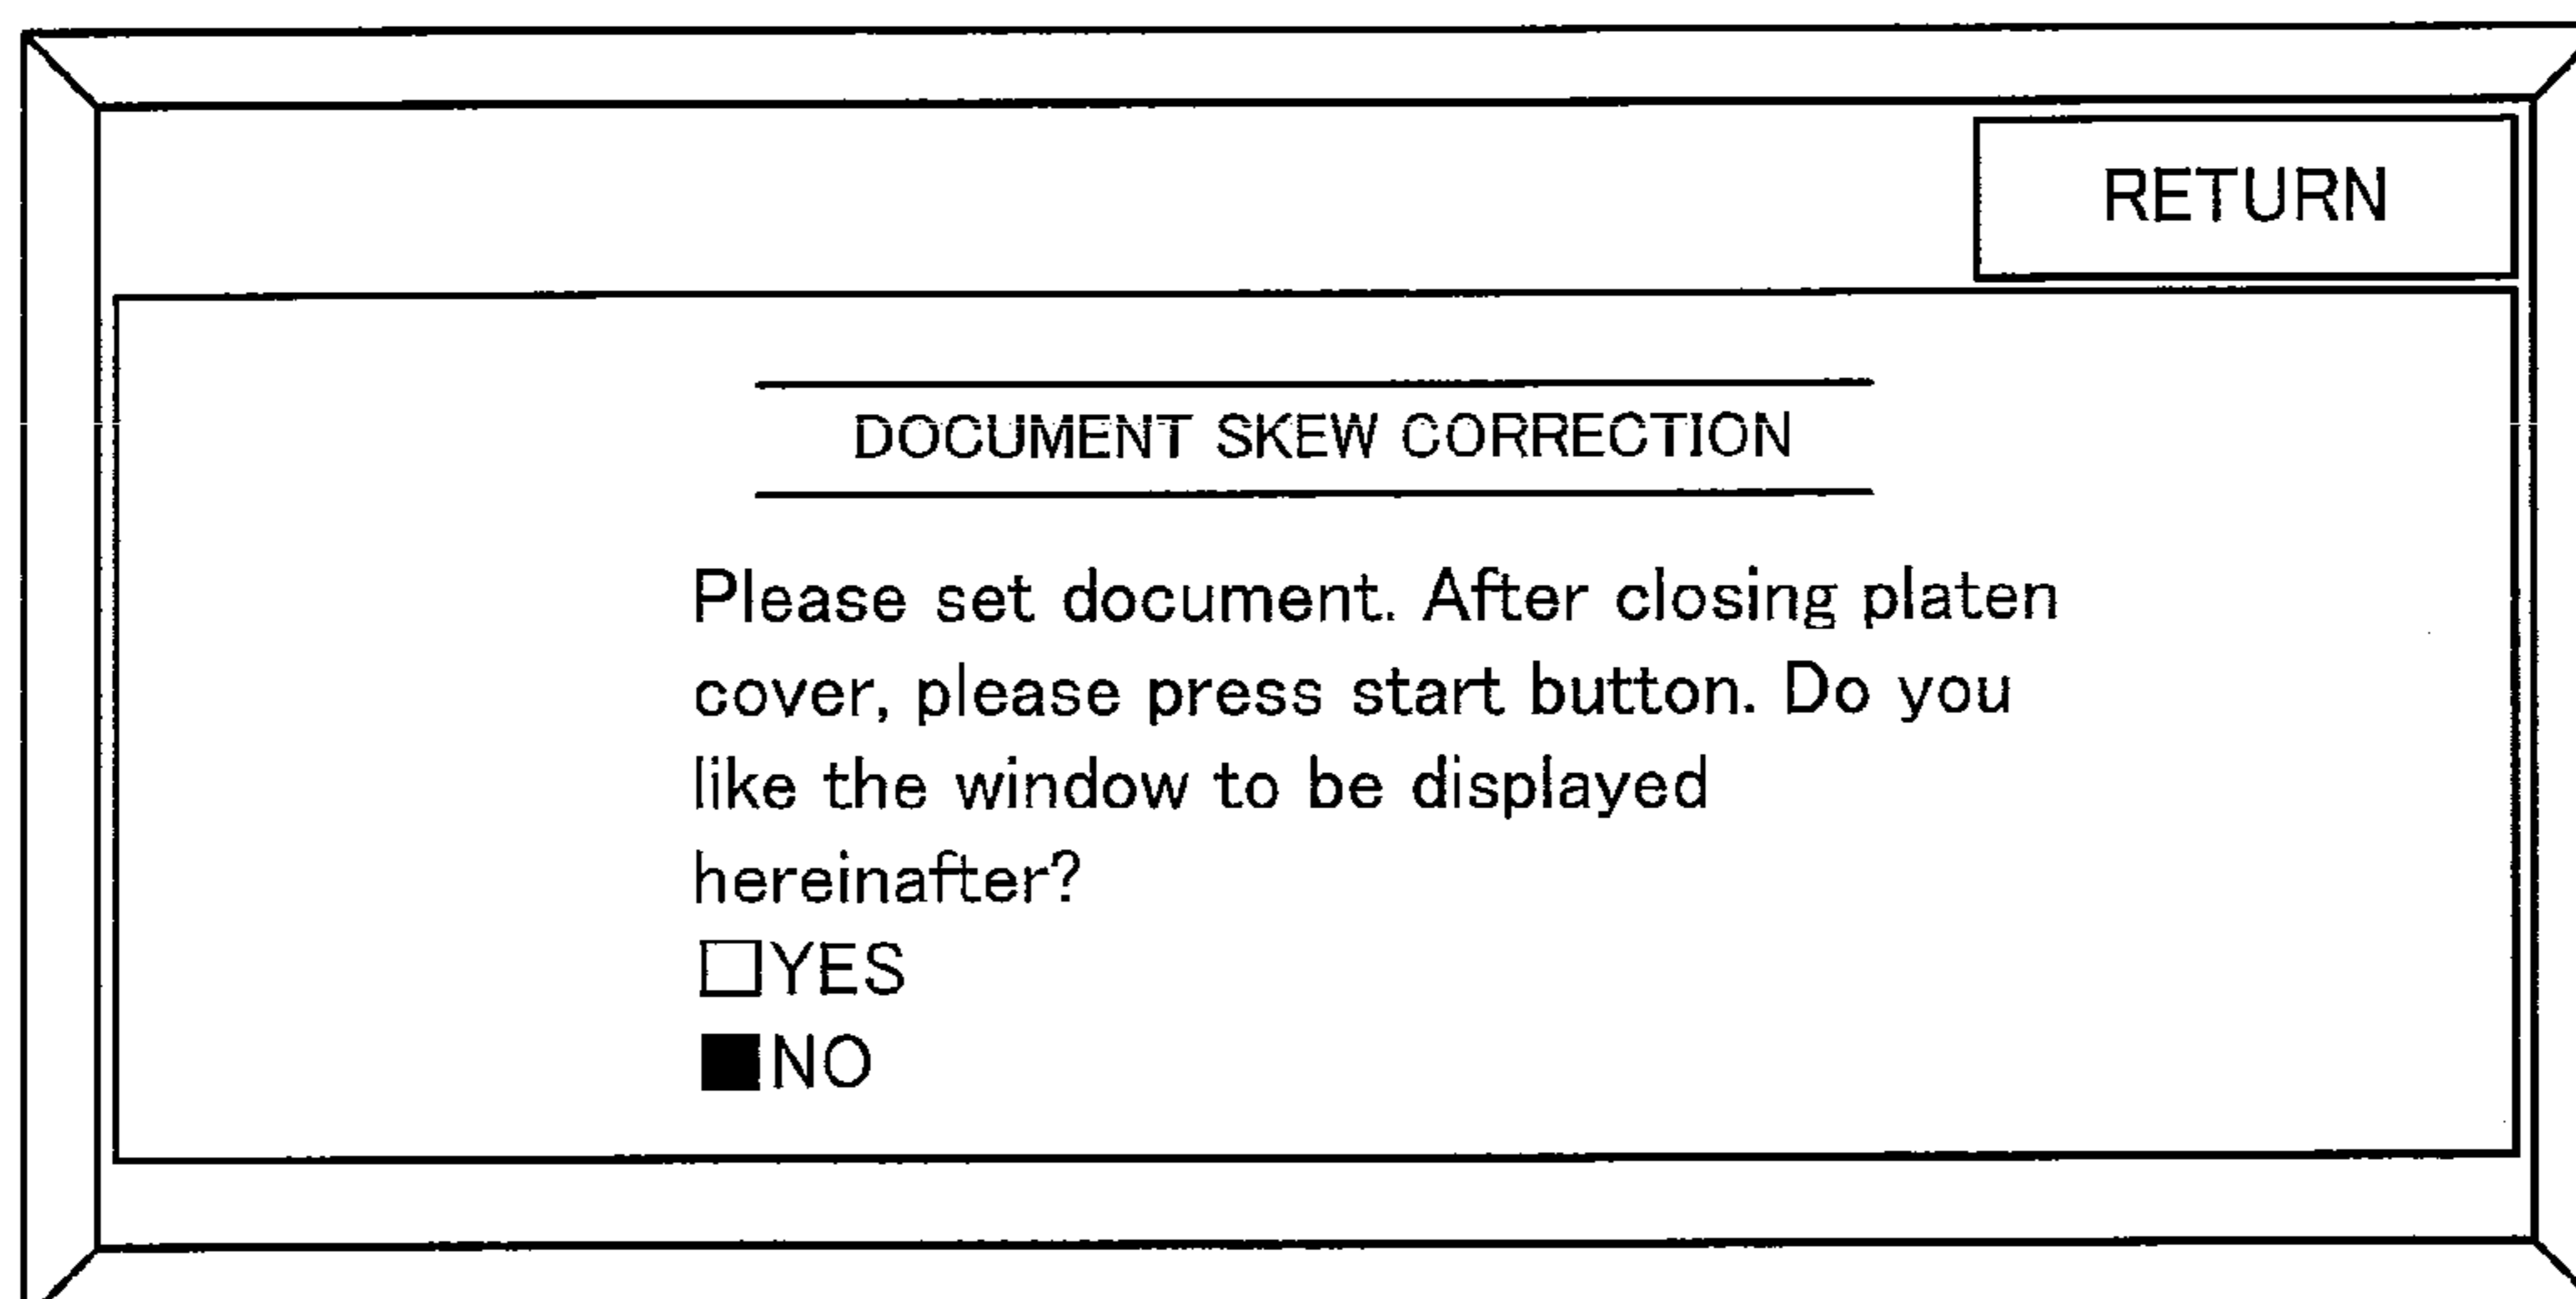 RETURN
DOCUMENT SKEW CORRECTION
Please set document. After closing platen
cover, please press start button. Do you
like the window to be displayed
hereinafter?
□YES
■NO